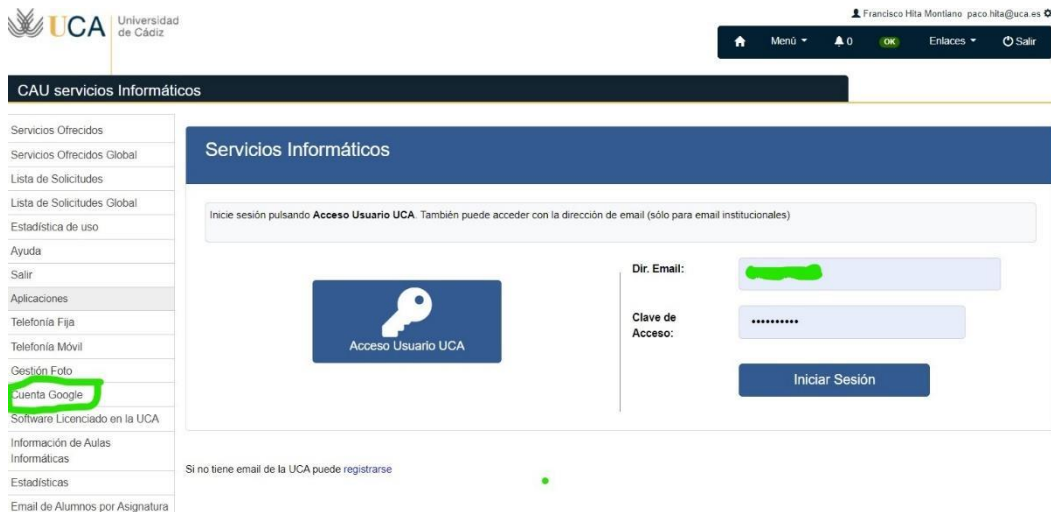 Francisco Hita Montiano paco.hita@uca.es
UCA Universidad
de Cádiz
Menú 0 OK Enlaces Salir
CAU servicios Informáticos
Servicios Ofrecidos
Servicios Ofrecidos Global
Lista de Solicitudes
Lista de Solicitudes Global
Estadística de uso
Ayuda
Salir
Aplicaciones
Telefonía Fija
Telefonía Móvil
Gestión Foto
Cuenta Google
Software Licenciado en la UCA
Información de Aulas
Informáticas
Estadísticas
Email de Alumnos por Asignatura
Servicios Informáticos
Inicie sesión pulsando Acceso Usuario UCA. También puede acceder con la dirección de email (sólo para email institucionales)
Acceso Usuario UCA
Dir. Email:
Clave de
Acceso:
••••••••••
Iniciar Sesión
Si no tiene email de la UCA puede registrarse